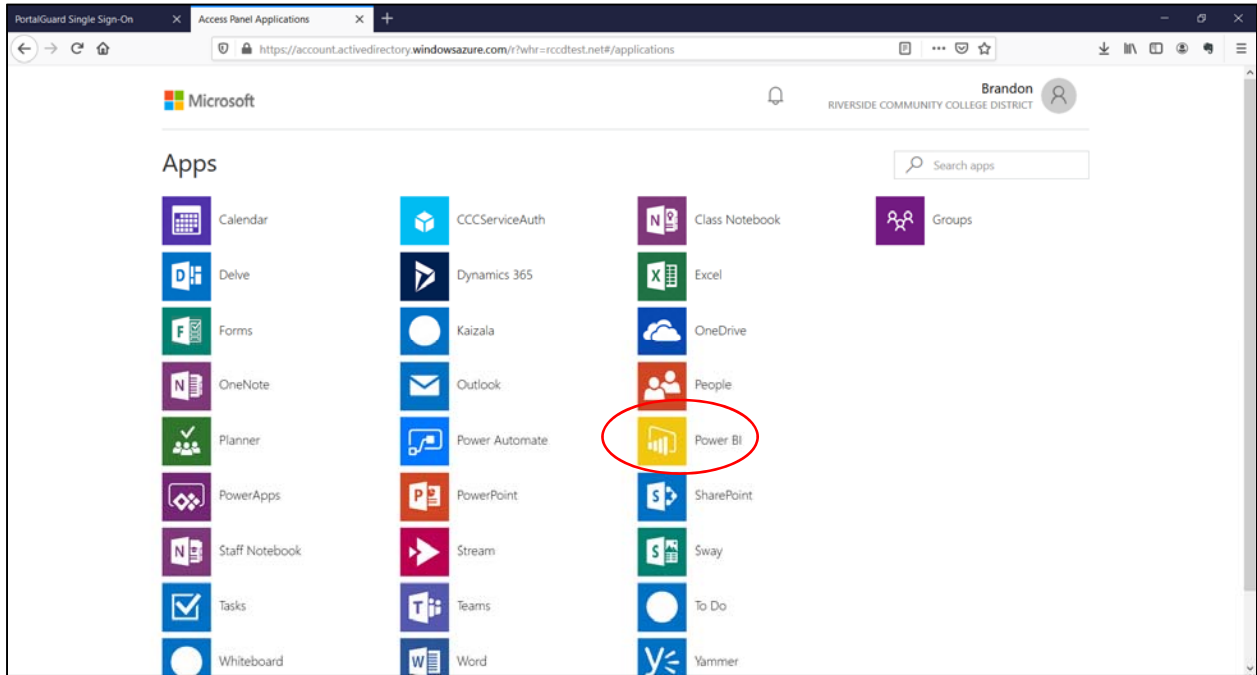 PortalGuard Single Sign-On
Access Panel Applications
https://account.activedirectory.windowsazure.com/r?whr=rccdtest.net#/applications
Microsoft
Brandon
RIVERSIDE COMMUNITY COLLEGE DISTRICT
Apps
Search apps
Calendar
CCCServiceAuth
N
Class Notebook
Groups
D
Delve
Dynamics 365
X
Excel
F
Forms
Kaizala
OneDrive
N
OneNote
Outlook
People
Planner
Power Automate
Power BI
PowerApps
P
PowerPoint
S
SharePoint
N
Staff Notebook
Stream
S
Sway
Tasks
T
Teams
To Do
Whiteboard
W
Word
Yammer